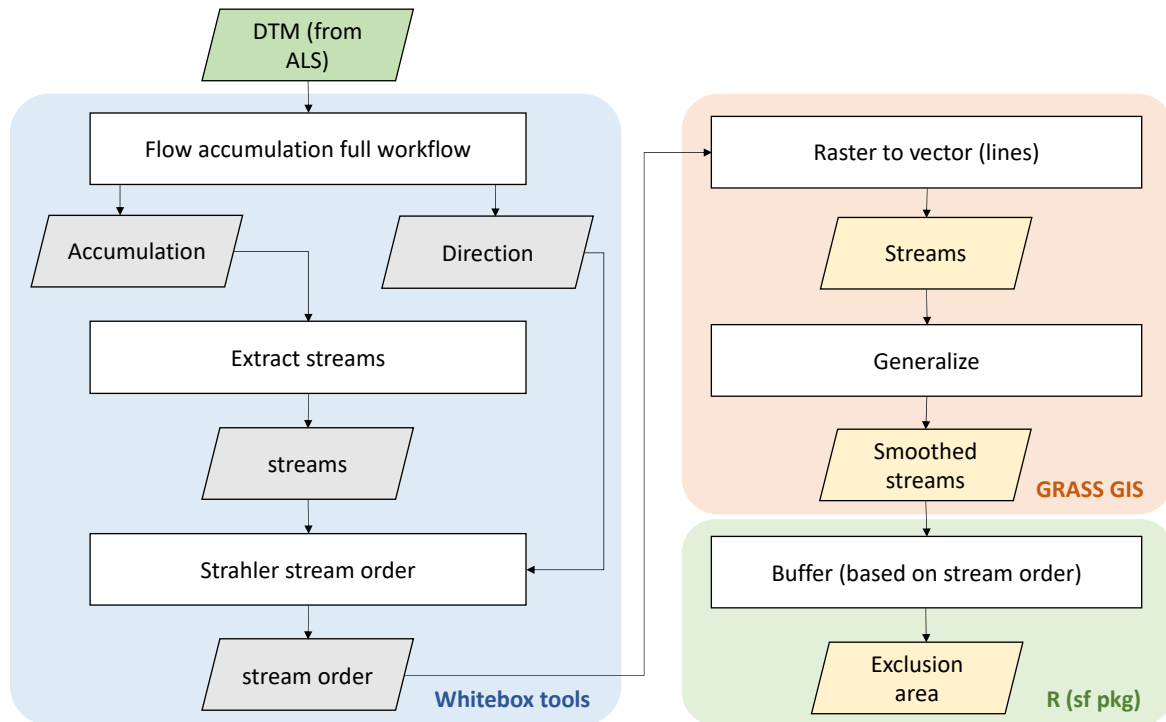 DTM (from
ALS)
Flow accumulation full workflow
Accumulation
Direction
Extract streams
streams
Strahler stream order
stream order
Whitebox tools
Raster to vector (lines)
Streams
Generalize
Smoothed
streams
GRASS GIS
Buffer (based on stream order)
Exclusion
area
R (sf pkg)